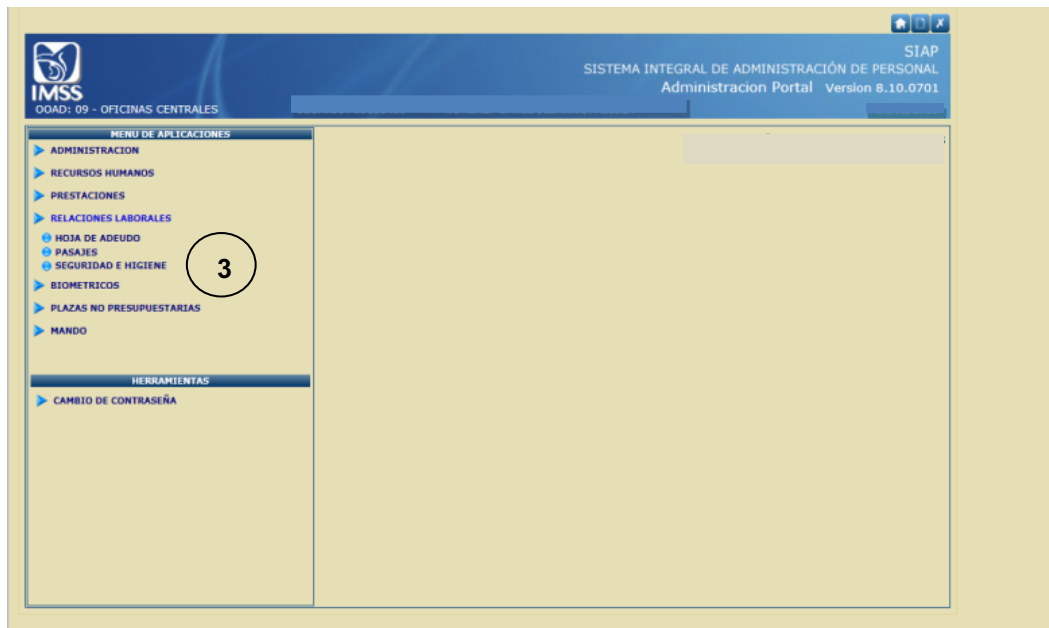 SIAP
SISTEMA INTEGRAL DE ADMINISTRACIÓN DE PERSONAL
Administracion Portal Version 8.10.0701
IMSS
OOAD: 09 - OFICINAS CENTRALES
MENU DE APLICACIONES
ADMINISTRACION
RECURSOS HUMANOS
PRESTACIONES
RELACIONES LABORALES
HOJA DE ADEUDO
PASAJES
SEGURIDAD E HIGIENE
3
BIOMETRICOS
PLAZAS NO PRESUPUESTARIAS
MANDO
HERRAMIENTAS
CAMBIO DE CONTRASEÑA